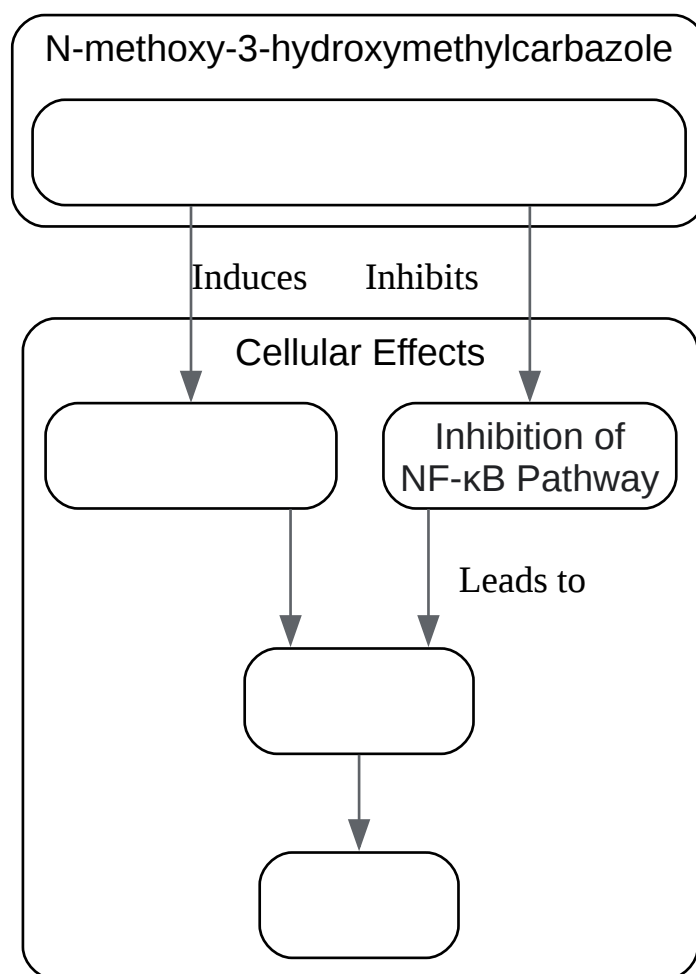 N-methoxy-3-hydroxymethylcarbazole
Induces
Inhibits
Cellular Effects
Inhibition of
NF-κB Pathway
Leads to